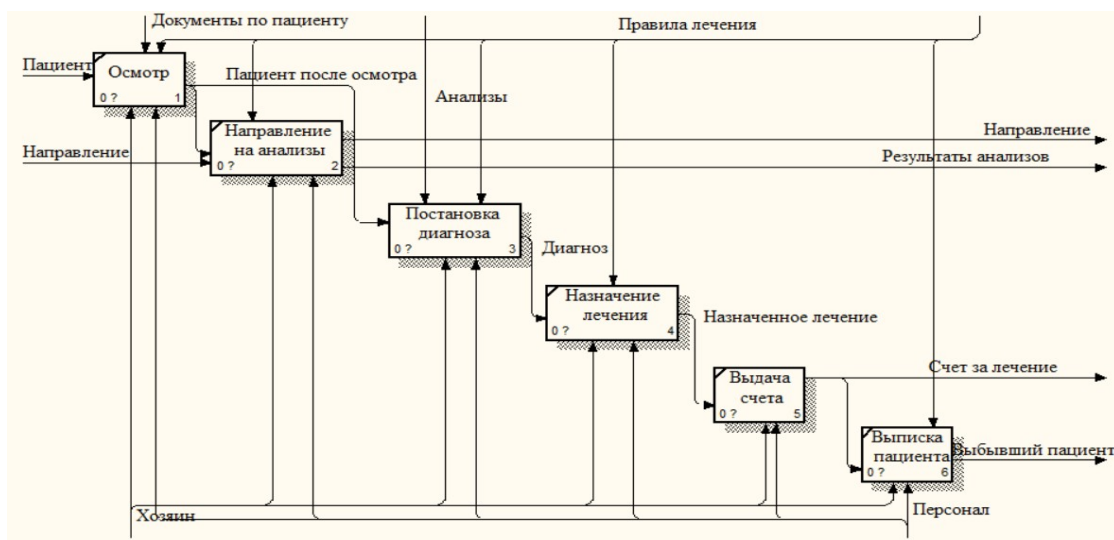 Документы по пациенту
Правила лечения
Пациент
Осмотр
0 ?
1
Пациент после осмотра
Анализы
Направление
Направление
на анализы
0 ?
2
Направление
Результаты анализов
Постановка
диагноза
0 ?
3
Диагноз
Назначение
лечения
0 ?
4
Назначенное лечение
Выдача
счета
0 ?
5
Счет за лечение
Выписка
пациента
0 ?
6
Выбывший пациент
Хозяин
Персонал